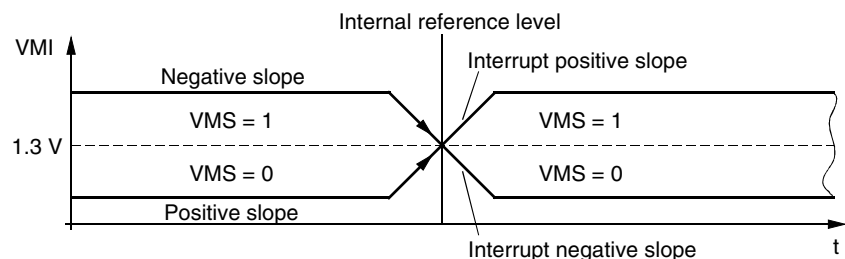 Internal reference level
VMI
Interrupt positive slope
Negative slope
VMS = 1
VMS = 1
1.3 V
VMS = 0
VMS = 0
Positive slope
Interrupt negative slope
t